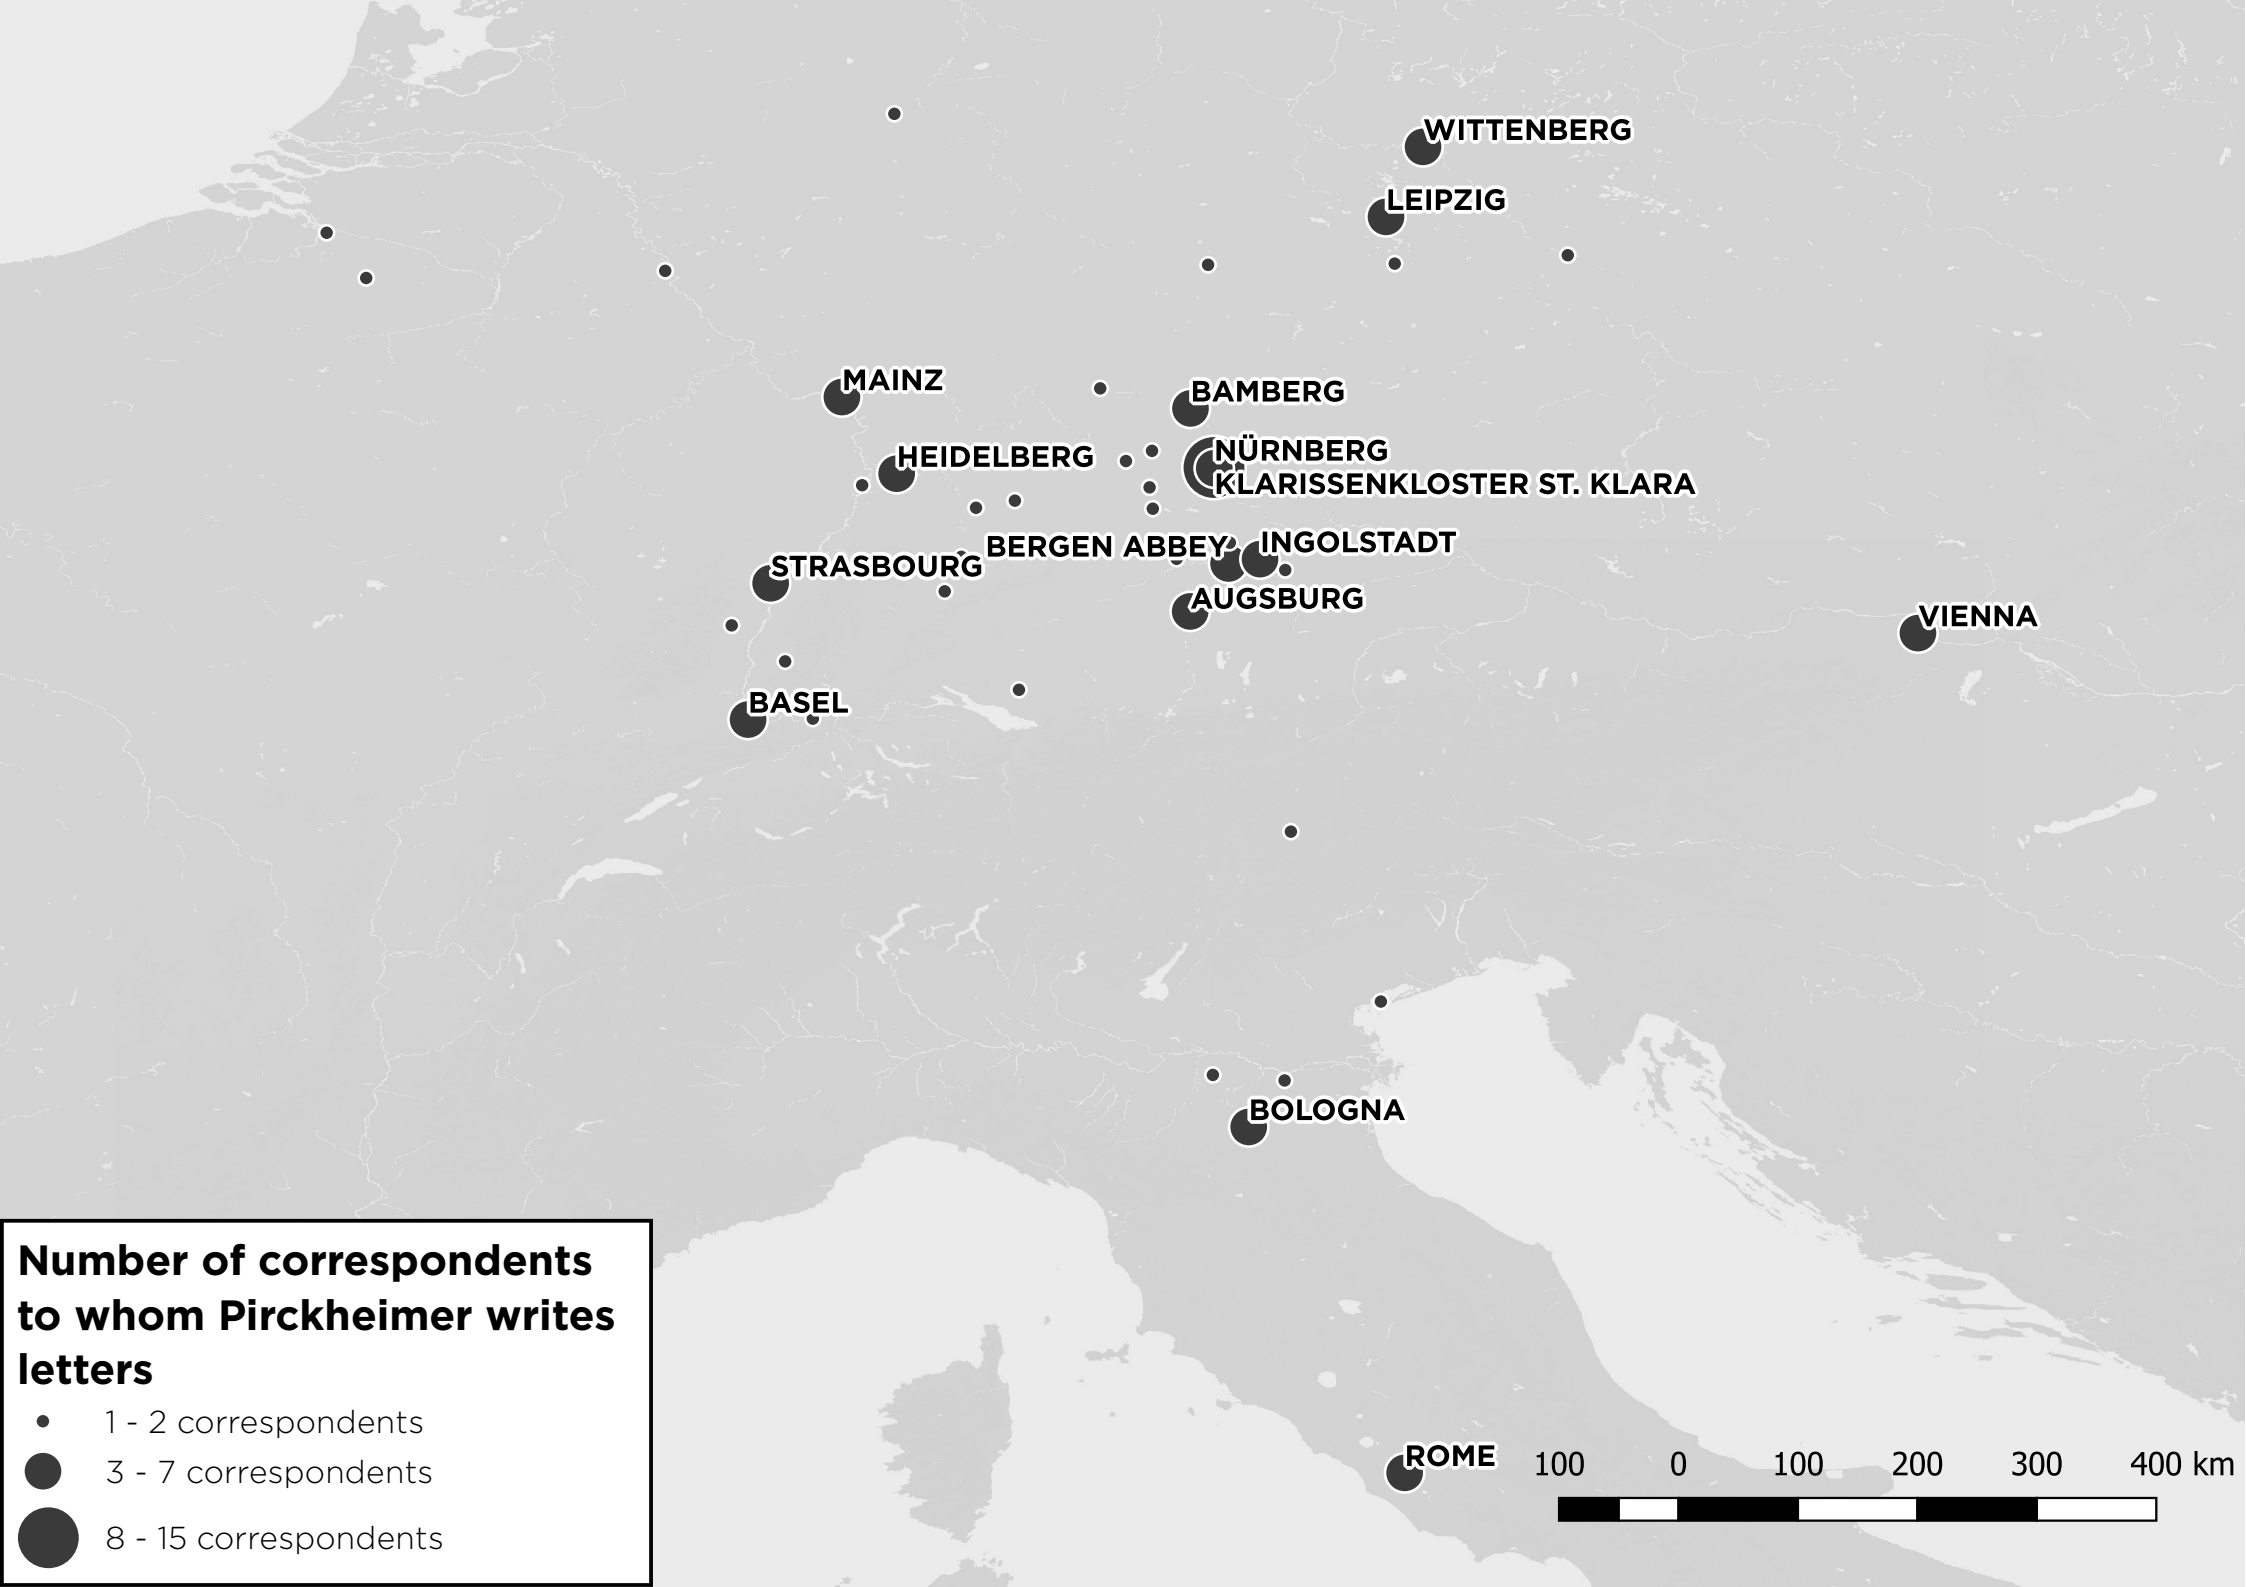 WITTENBERG
LEIPZIG
MAINZ
BAMBERG
HEIDELBERG
NÜRNBERG
KLARISSENKLOSTER ST. KLARA
BERGEN ABBEY
INGOLSTADT
STRASBOURG
AUGSBURG
VIENNA
BASEL
BOLOGNA
ROME
Number of correspondents
to whom Pirckheimer writes
letters
1 - 2 correspondents
3 - 7 correspondents
8 - 15 correspondents
100 0 100 200 300 400 km